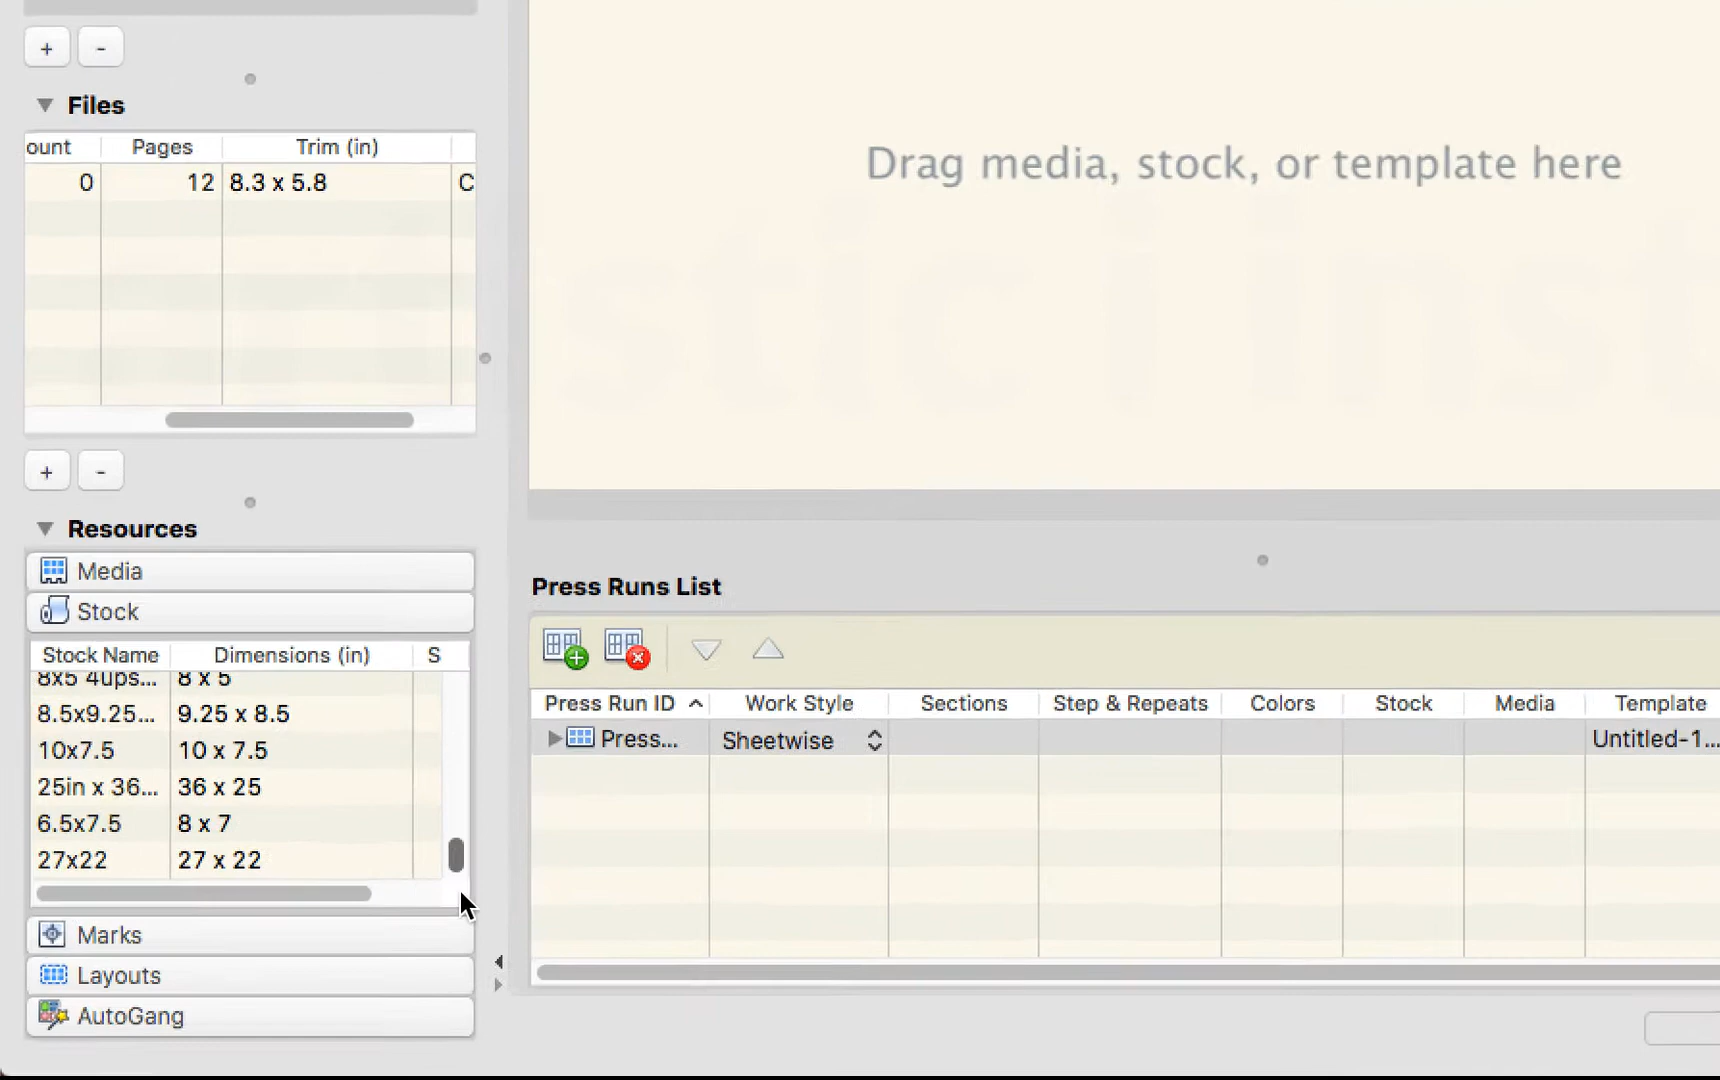 + -
Files
ount Pages Trim (in)
0 12 8.3 x 5.8 C
+ -
Resources
Media
Stock
Stock Name Dimensions (in) S
8x5 4ups... 8 x 5
8.5x9.25... 9.25 x 8.5
10x7.5 10 x 7.5
25in x 36... 36 x 25
6.5x7.5 8 x 7
27x22 27 x 22
Marks
Layouts
AutoGang
Drag media, stock, or template here
Press Runs List
Press Run ID Work Style Sections Step & Repeats Colors Stock Media Template
Press... Sheetwise Untitled-1...